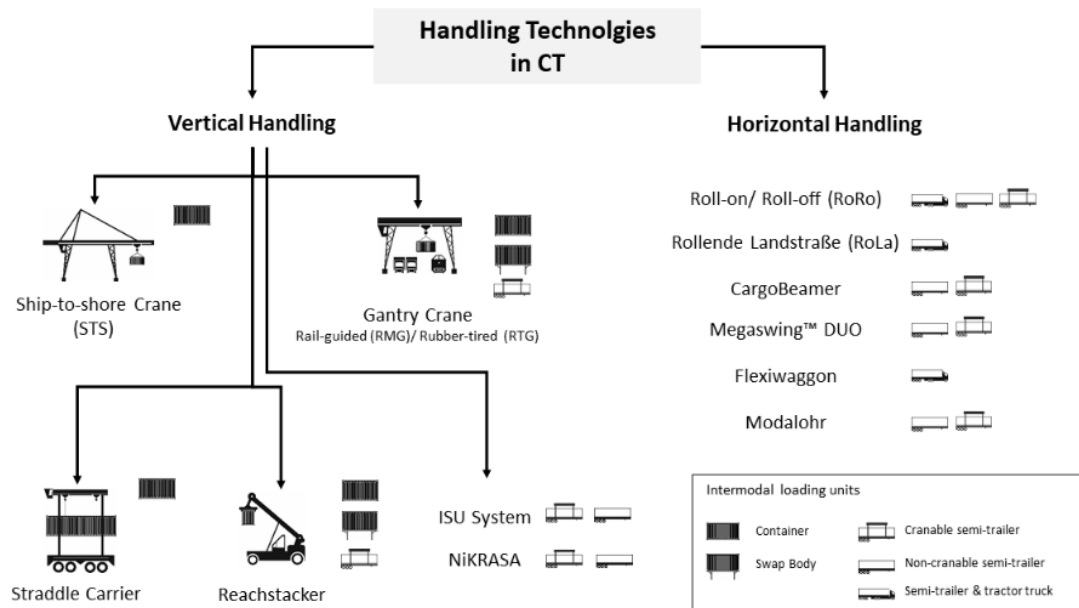 Handling Technolgies
in CT
Vertical Handling
Horizontal Handling
Ship-to-shore Crane
(STS)
Gantry Crane
Rail-guided (RMG)/ Rubber-tired (RTG)
Straddle Carrier
Reachstacker
ISU System
NiKRASA
Roll-on/ Roll-off (RoRo)
Rollende Landstraße (RoLa)
CargoBeamer
Megaswing™ DUO
Flexiwaggon
Modalohr
Intermodal loading units
Container
Swap Body
Cranable semi-trailer
Non-cranable semi-trailer
Semi-trailer & tractor truck